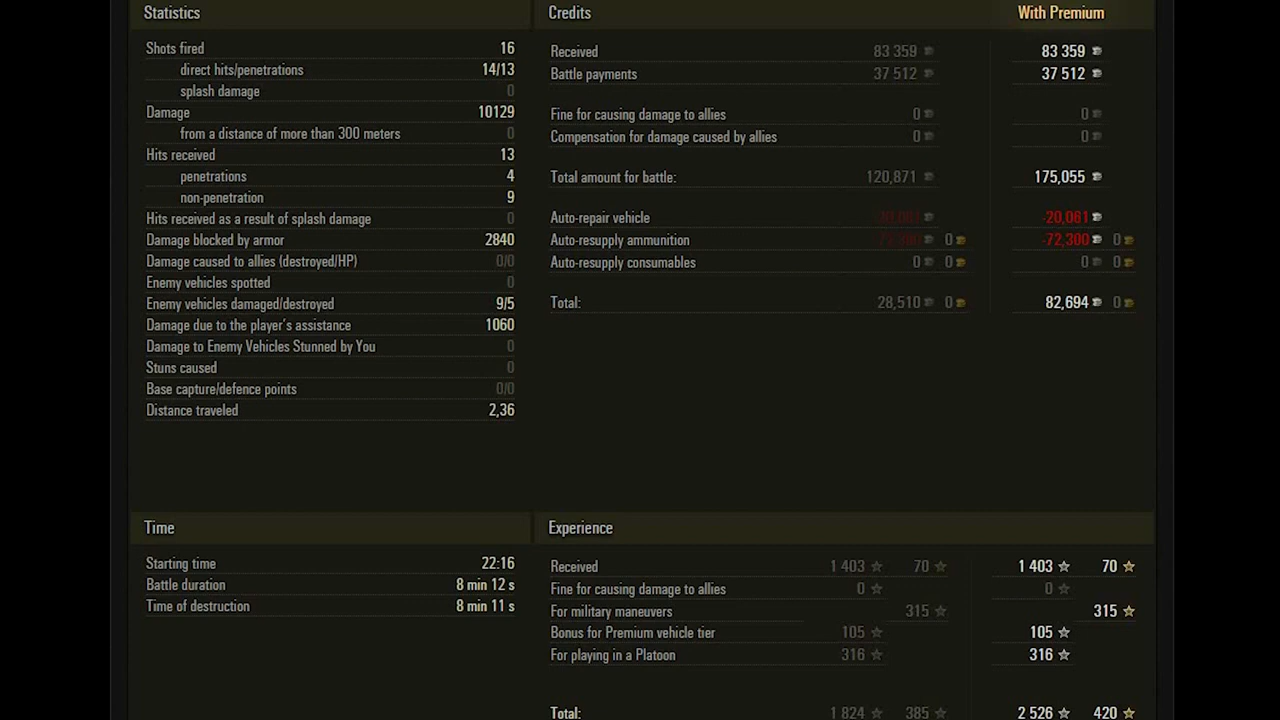 Statistics
Shots fired 16
direct hits/penetrations 14/13
splash damage 0
Damage 10129
from a distance of more than 300 meters 0
Hits received 13
penetrations 4
non-penetration 9
Hits received as a result of splash damage 0
Damage blocked by armor 2840
Damage caused to allies (destroyed/HP) 0/0
Enemy vehicles spotted 0
Enemy vehicles damaged/destroyed 9/5
Damage due to the player's assistance 1060
Damage to Enemy Vehicles Stunned by You 0
Stuns caused 0
Base capture/defence points 0/0
Distance traveled 2,36
Credits With Premium
Received 83 359 83 359
Battle payments 37 512 37 512
Fine for causing damage to allies 0 0
Compensation for damage caused by allies 0 0
Total amount for battle: 120,871 175,055
Auto-repair vehicle -20,061 -20,061
Auto-resupply ammunition -72,300 0 -72,300 0
Auto-resupply consumables 0 0 0 0
Total: 28,510 0 82,694 0
Time
Starting time 22:16
Battle duration 8 min 12 s
Time of destruction 8 min 11 s
Experience
Received 1 403 70 1 403 70
Fine for causing damage to allies 0 0
For military maneuvers 315 315
Bonus for Premium vehicle tier 105 105
For playing in a Platoon 316 316
Total: 1 824 385 2 526 420